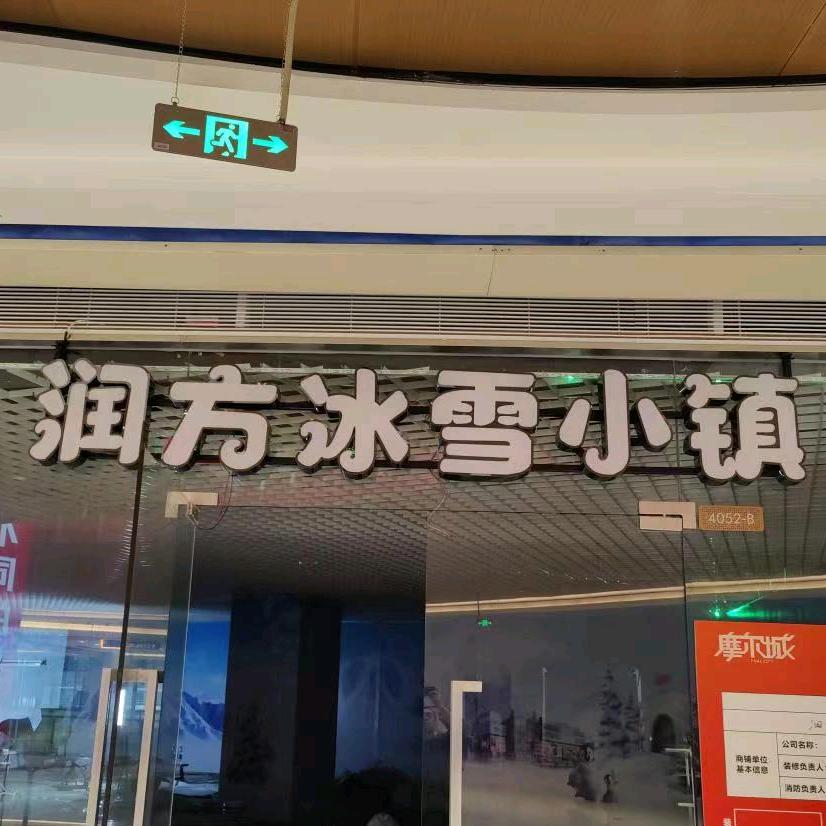 润方冰雪小镇
4052-B
摩尔城
公司名称:
商铺单位
基本信息
装修负责人
消防负责人